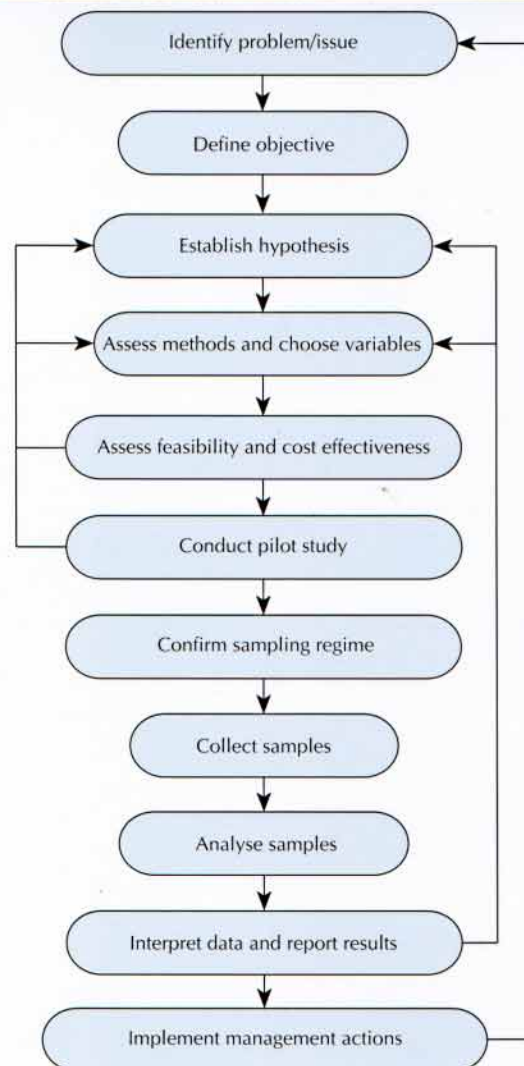 Identify problem/issue
Define objective
Establish hypothesis
Assess methods and choose variables
Assess feasibility and cost effectiveness
Conduct pilot study
Confirm sampling regime
Collect samples
Analyse samples
Interpret data and report results
Implement management actions